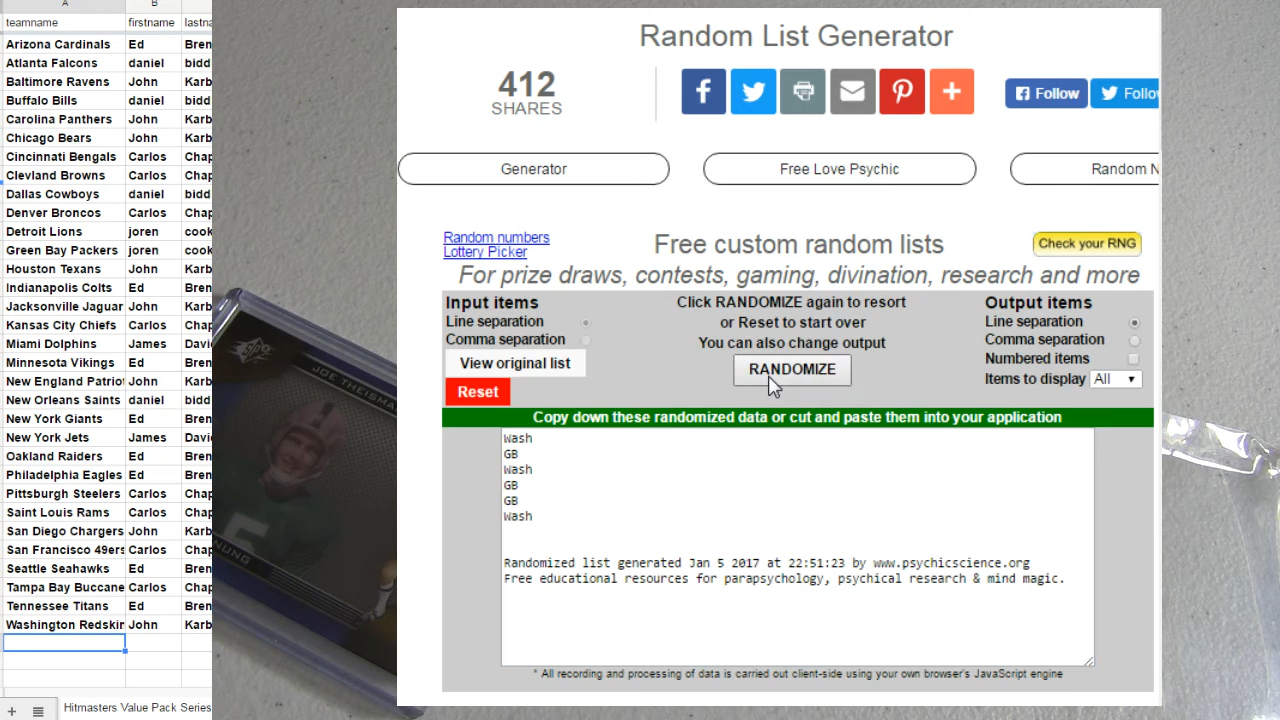 A B
teamname firstname lastna
Arizona Cardinals Ed Bren
Atlanta Falcons daniel bidd
Baltimore Ravens John Karb
Buffalo Bills daniel bidd
Carolina Panthers John Karb
Chicago Bears John Karb
Cincinnati Bengals Carlos Chap
Clevland Browns Carlos Chap
Dallas Cowboys daniel bidd
Denver Broncos Carlos Chap
Detroit Lions joren cook
Green Bay Packers joren cook
Houston Texans John Karb
Indianapolis Colts Ed Bren
Jacksonville Jaguar John Karb
Kansas City Chiefs Carlos Chap
Miami Dolphins James Davi
Minnesota Vikings Ed Bren
New England Patriot John Karb
New Orleans Saints daniel bidd
New York Giants Ed Bren
New York Jets James Davi
Oakland Raiders Ed Bren
Philadelphia Eagles Ed Bren
Pittsburgh Steelers Carlos Chap
Saint Louis Rams Carlos Chap
San Diego Chargers John Karb
San Francisco 49ers Carlos Chap
Seattle Seahawks Ed Bren
Tampa Bay Buccane Carlos Chap
Tennessee Titans Ed Bren
Washington Redskin John Karb
+ Hitmasters Value Pack Series
Random List Generator
412
SHARES
Follow Follo
Generator Free Love Psychic Random N
Random numbers
Lottery Picker
Free custom random lists
Check your RNG
For prize draws, contests, gaming, divination, research and more
Input items
Line separation
Comma separation
View original list
Reset
Click RANDOMIZE again to resort
or Reset to start over
You can also change output
RANDOMIZE
Output items
Line separation
Comma separation
Numbered items
Items to display All
Copy down these randomized data or cut and paste them into your application
Wash
GB
Wash
GB
GB
Wash
Randomized list generated Jan 5 2017 at 22:51:23 by www.psychicscience.org
Free educational resources for parapsychology, psychical research & mind magic.
* All recording and processing of data is carried out client-side using your own browser's JavaScript engine
spx
JOE THEISMA
NUNG